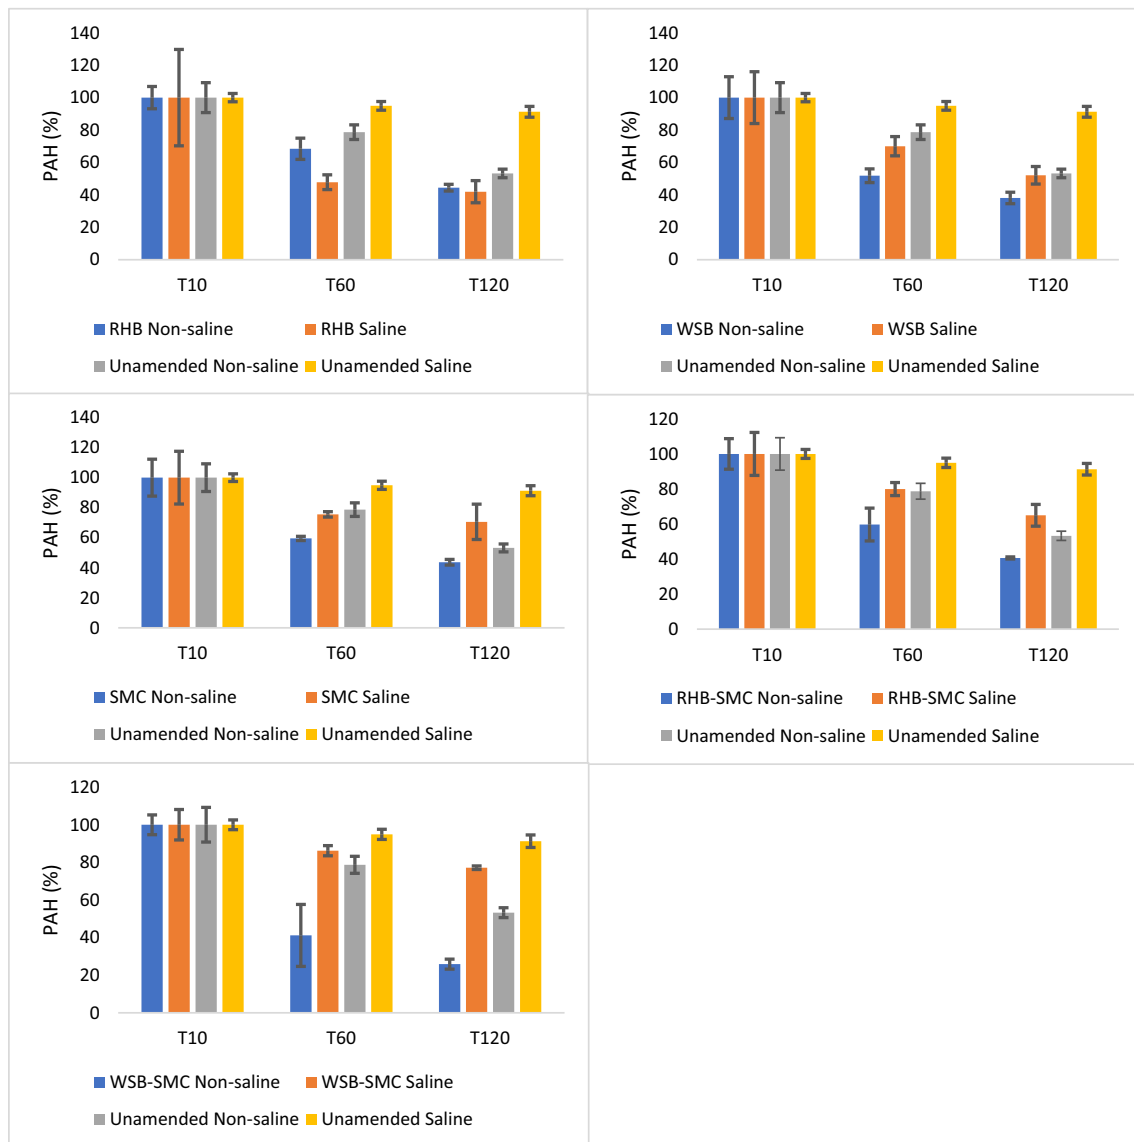 140
120
100
80
60
40
20
0
PAH (%)
T10 T60 T120
RHB Non-saline RHB Saline
Unamended Non-saline Unamended Saline
140
120
100
80
60
40
20
0
PAH (%)
T10 T60 T120
WSB Non-saline WSB Saline
Unamended Non-saline Unamended Saline
140
120
100
80
60
40
20
0
PAH (%)
T10 T60 T120
SMC Non-saline SMC Saline
Unamended Non-saline Unamended Saline
120
100
80
60
40
20
0
PAH (%)
T10 T60 T120
RHB-SMC Non-saline RHB-SMC Saline
Unamended Non-saline Unamended Saline
120
100
80
60
40
20
0
PAH (%)
T10 T60 T120
WSB-SMC Non-saline WSB-SMC Saline
Unamended Non-saline Unamended Saline